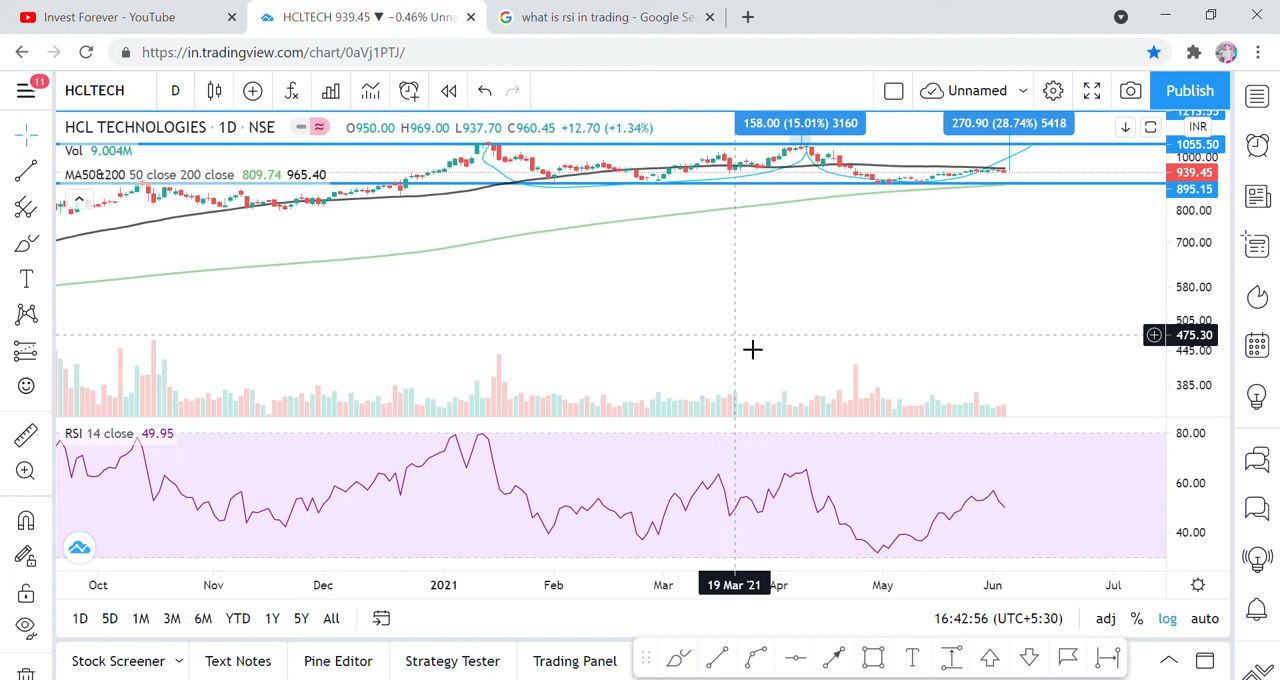 Invest Forever - YouTube
HCLTECH 939.45 ▼ −0.46% Unna
what is rsi in trading - Google Se
https://in.tradingview.com/chart/0aVj1PTJ/
11
HCLTECH D
Unnamed
Publish
HCL TECHNOLOGIES · 1D · NSE
O950.00 H969.00 L937.70 C960.45 +12.70 (+1.34%)
158.00 (15.01%) 3160
270.90 (28.74%) 5418
INR
Vol 9.004M
MA50&200 50 close 200 close 809.74 965.40
1213.55
1055.50
1000.00
939.45
895.15
800.00
700.00
580.00
505.00
475.30
445.00
385.00
RSI 14 close 49.95
80.00
60.00
40.00
Oct Nov Dec 2021 Feb Mar 19 Mar '21 Apr May Jun Jul
1D 5D 1M 3M 6M YTD 1Y 5Y All
16:42:56 (UTC+5:30)
adj % log auto
Stock Screener Text Notes Pine Editor Strategy Tester Trading Panel